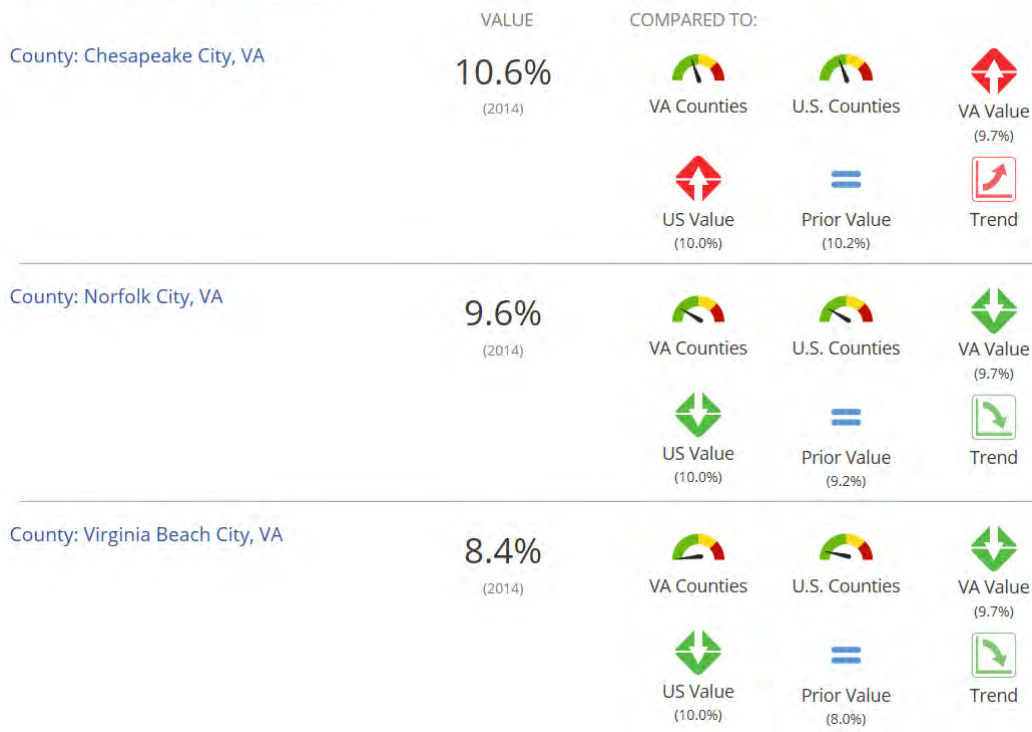 VALUE COMPARED TO:
County: Chesapeake City, VA
10.6%
(2014)
VA Counties U.S. Counties VA Value
(9.7%)
US Value Prior Value Trend
(10.0%) (10.2%)
County: Norfolk City, VA
9.6%
(2014)
VA Counties U.S. Counties VA Value
(9.7%)
US Value Prior Value Trend
(10.0%) (9.2%)
County: Virginia Beach City, VA
8.4%
(2014)
VA Counties U.S. Counties VA Value
(9.7%)
US Value Prior Value Trend
(10.0%) (8.0%)